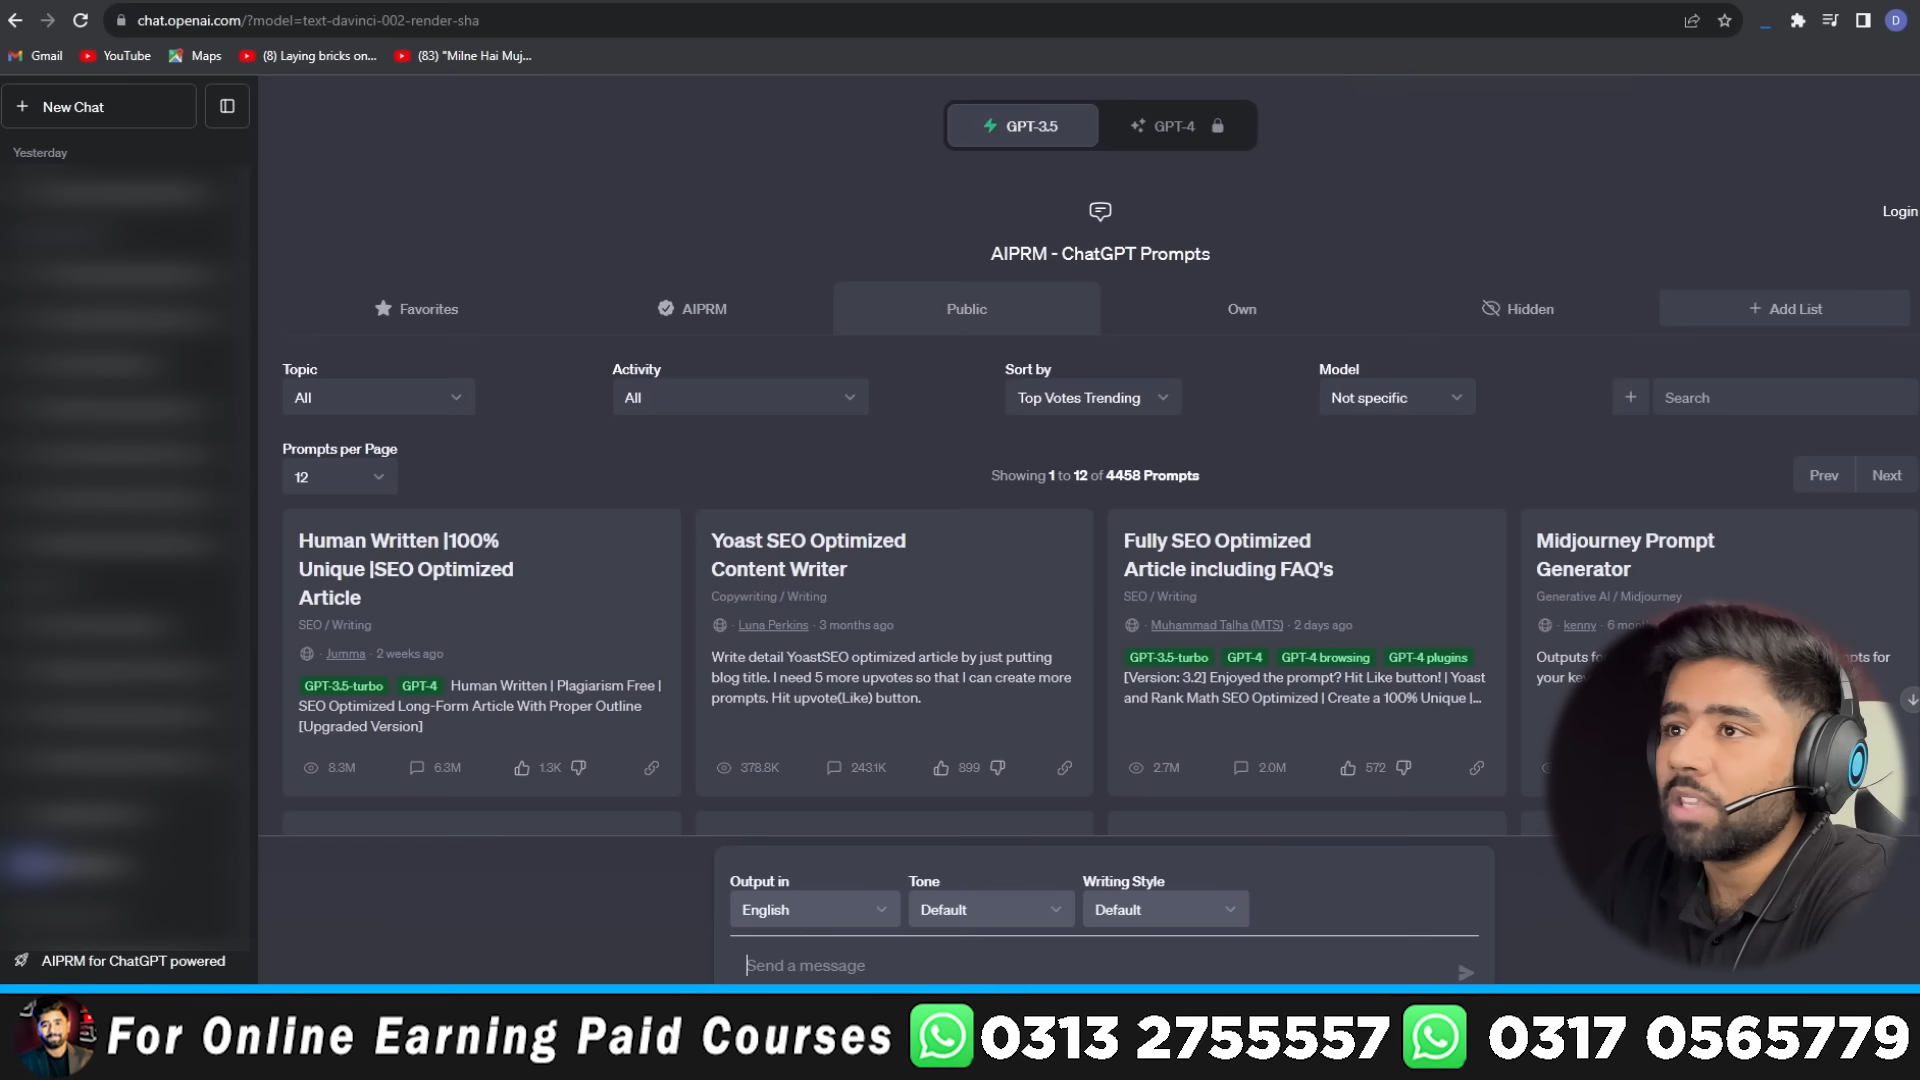 chat.openai.com/?model=text-davinci-002-render-sha
D
Gmail
YouTube
Maps
(8) Laying bricks on...
(83) "Milne Hai Muj...
+ New Chat
Yesterday
GPT-3.5
GPT-4
Login
AIPRM - ChatGPT Prompts
Favorites
AIPRM
Public
Own
Hidden
+ Add List
Topic
Activity
Sort by
Model
All
All
Top Votes Trending
Not specific
+
Search
Prompts per Page
12
Showing 1 to 12 of 4458 Prompts
Prev
Next
Human Written |100%
Unique |SEO Optimized
Article
SEO / Writing
· Jumma · 2 weeks ago
GPT-3.5-turbo GPT-4 Human Written | Plagiarism Free |
SEO Optimized Long-Form Article With Proper Outline
[Upgraded Version]
8.3M
6.3M
1.3K
Yoast SEO Optimized
Content Writer
Copywriting / Writing
· Luna Perkins · 3 months ago
Write detail YoastSEO optimized article by just putting
blog title. I need 5 more upvotes so that I can create more
prompts. Hit upvote(Like) button.
378.8K
243.1K
899
Fully SEO Optimized
Article including FAQ's
SEO / Writing
· Muhammad Talha (MTS) · 2 days ago
GPT-3.5-turbo GPT-4 GPT-4 browsing GPT-4 plugins
[Version: 3.2] Enjoyed the prompt? Hit Like button! | Yoast
and Rank Math SEO Optimized | Create a 100% Unique |...
2.7M
2.0M
572
Midjourney Prompt
Generator
Generative AI / Midjourney
· kenny · 6
Outputs
for
your
Output in
Tone
Writing Style
English
Default
Default
Send a message
AIPRM for ChatGPT powered
For Online Earning Paid Courses
0313 2755557
0317 0565779